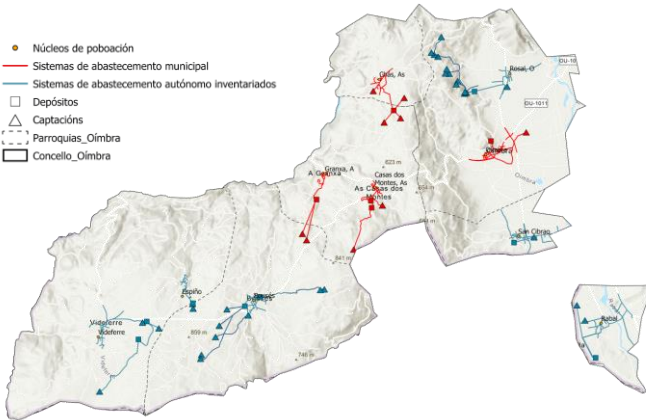 Núcleos de poboación
Sistemas de abastecemento municipal
Sistemas de abastecemento autónomo inventariados
Depósitos
Captacións
Parroquias_Oímbra
Concello_Oímbra
OU-10
Rosal, O
OU-1011
Chás, As
823 m
Granxa, A
A Granxa
Casas dos
Montes, As
As Casas dos
Montes
San Cibrao
841 m
Espiño
Videferre
Videferre
859 m
746 m
Rabal